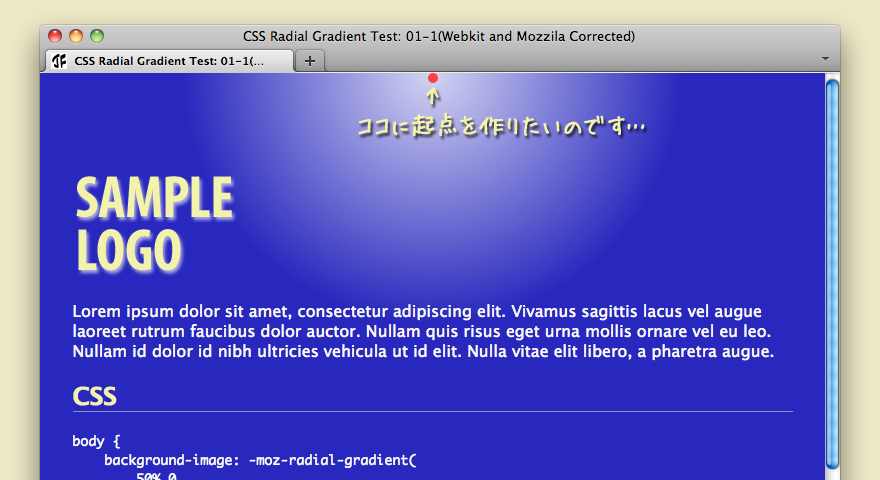 CSS Radial Gradient Test: 01-1(Webkit and Mozzila Corrected)
JF CSS Radial Gradient Test: 01-1(...
ココに起点を作りたいのです…
SAMPLE
LOGO
Lorem ipsum dolor sit amet, consectetur adipiscing elit. Vivamus sagittis lacus vel augue
laoreet rutrum faucibus dolor auctor. Nullam quis risus eget urna mollis ornare vel eu leo.
Nullam id dolor id nibh ultricies vehicula ut id elit. Nulla vitae elit libero, a pharetra augue.
CSS
body {
background-image: -moz-radial-gradient(
50% 0